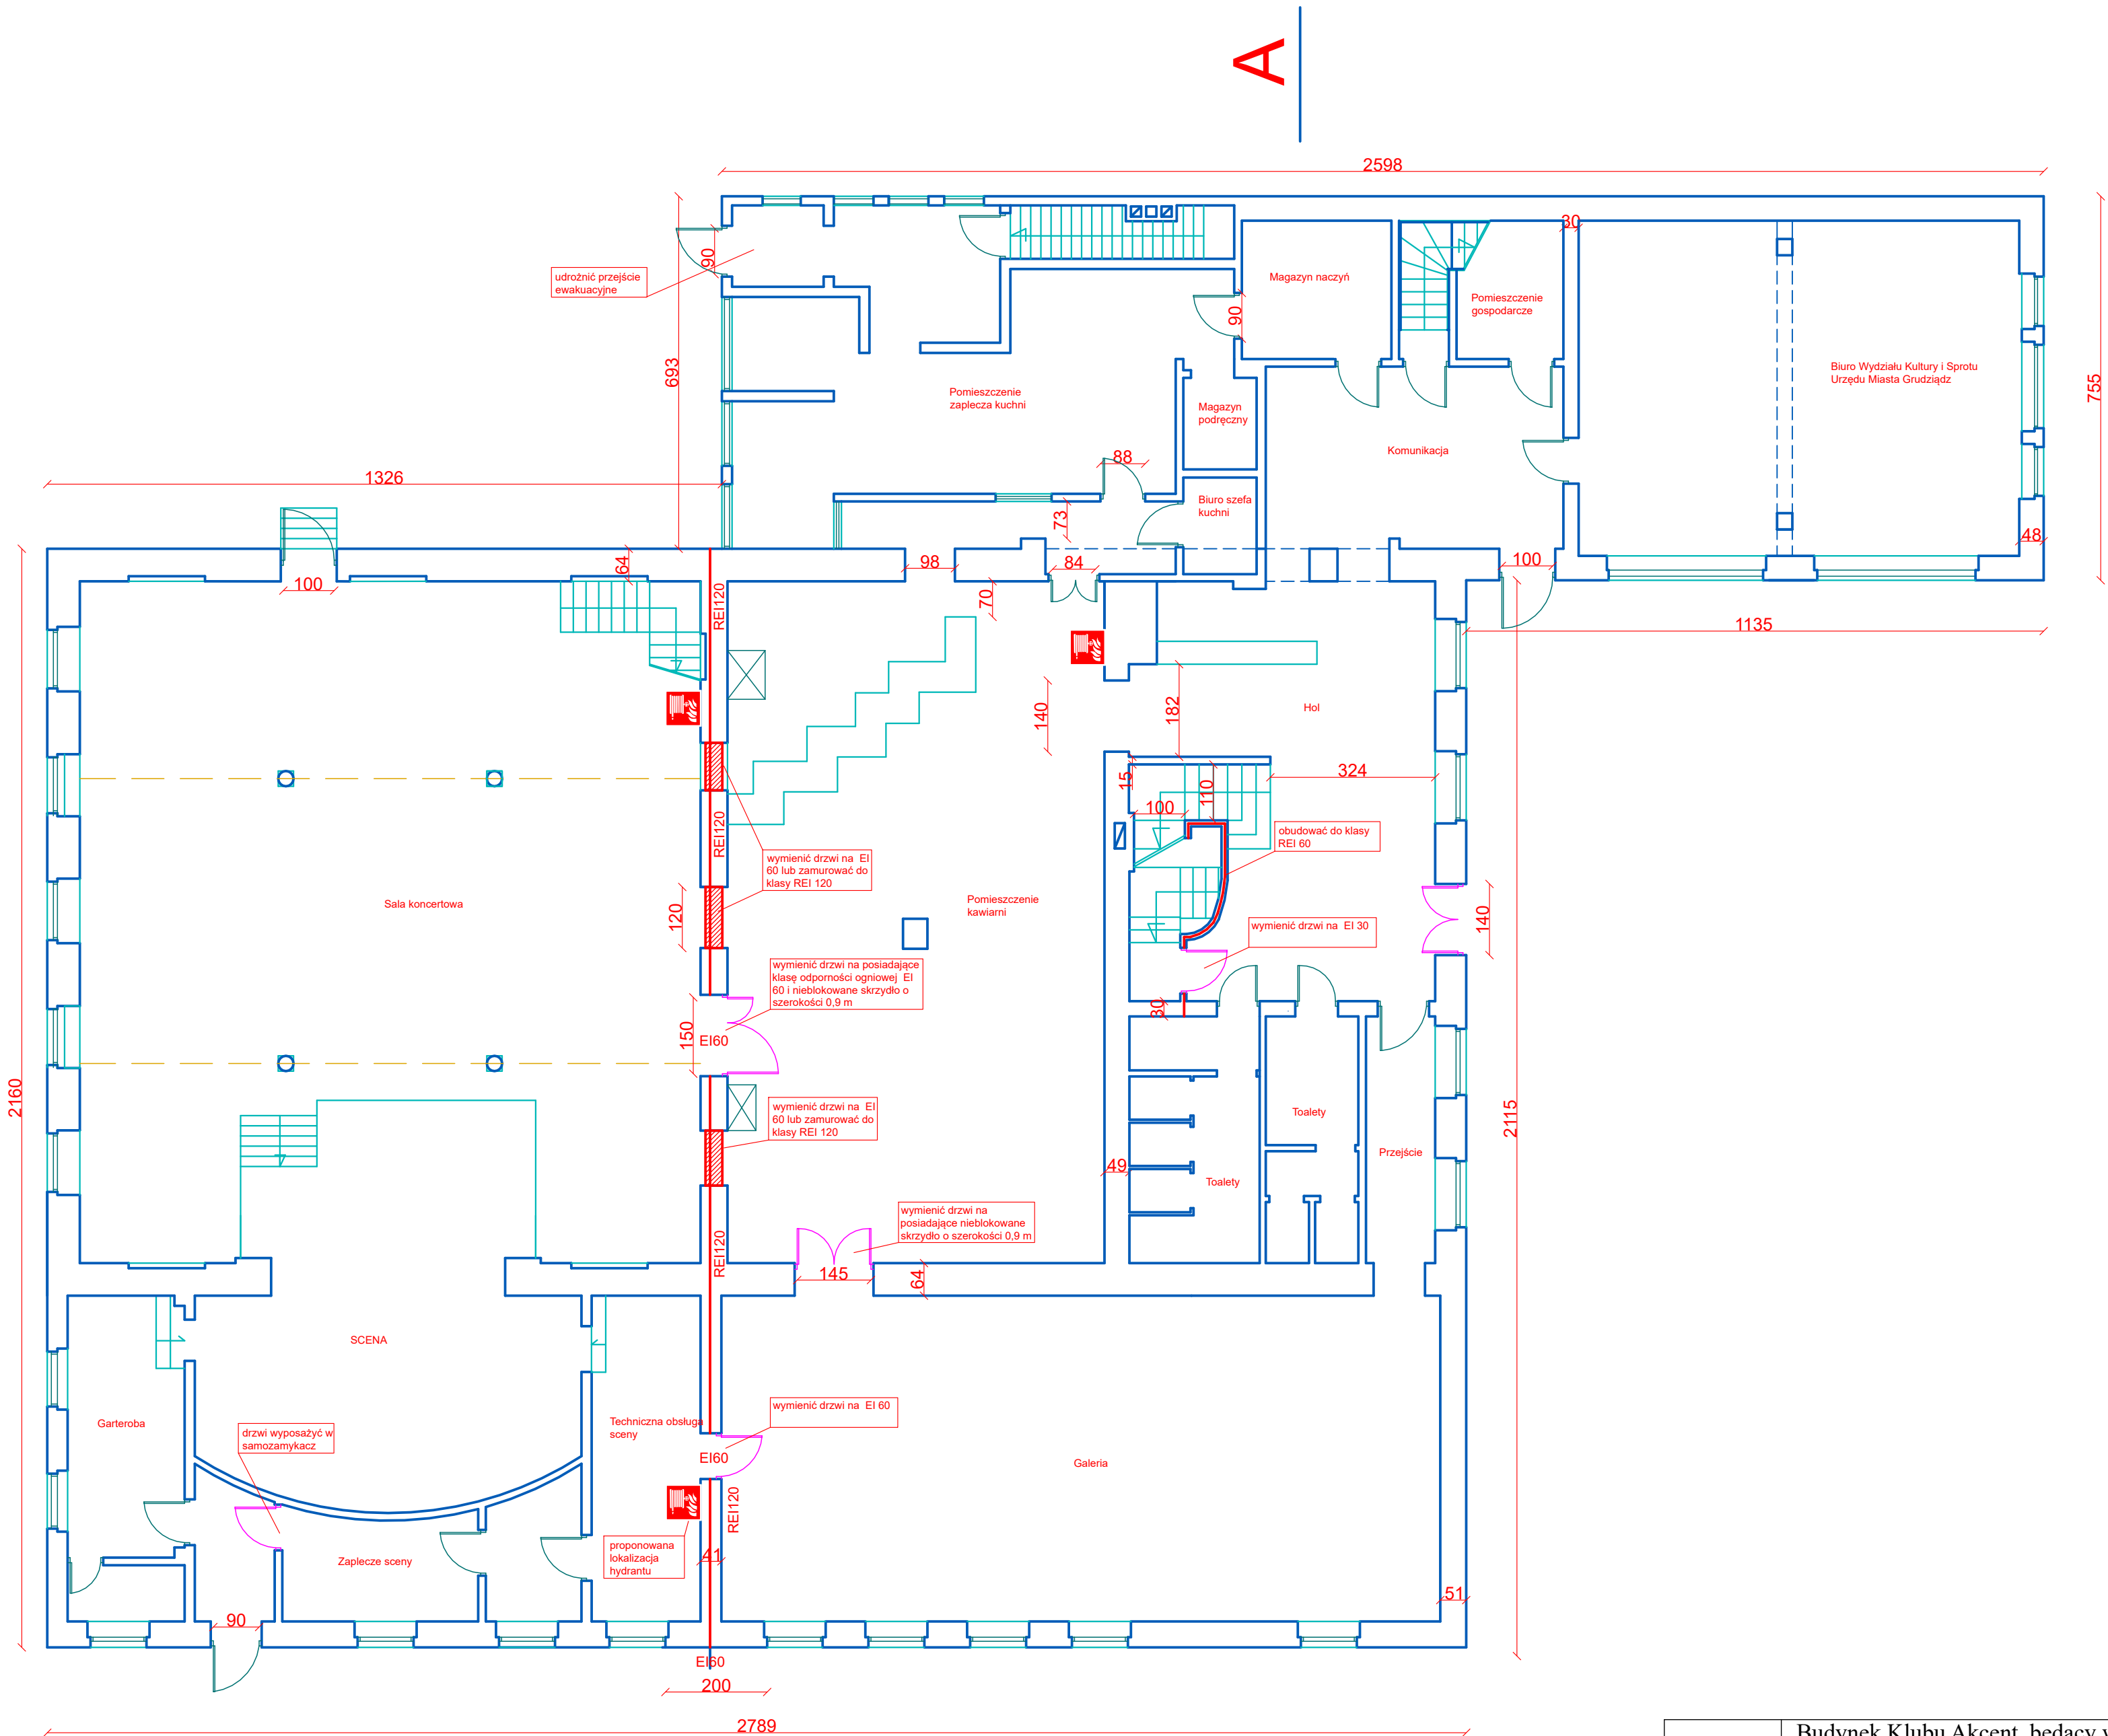 A
2598
30
90
udrożnić przejście
ewakuacyjne
Magazyn naczyń
Pomieszczenie
gospodarcze
90
693
Biuro Wydziału Kultury i Sprotu
Urzędu Miasta Grudziądz
755
Pomieszczenie
zaplecza kuchni
Magazyn
podręczny
Komunikacja
88
1326
Biuro szefa
kuchni
73
48
64
98
84
100
100
70
REI120
1135
140
182
Hol
15
324
110
100
REI120
obudować do klasy
REI 60
wymienić drzwi na EI
60 lub zamurować do
klasy REI 120
Sala koncertowa
120
Pomieszczenie
kawiarni
140
wymienić drzwi na EI 30
wymienić drzwi na posiadające
klasę odporności ogniowej EI
60 i nieblokowane skrzydło o
szerokości 0,9 m
30
150
EI60
2160
wymienić drzwi na EI
60 lub zamurować do
klasy REI 120
Toalety
2115
Przejście
49
Toalety
wymienić drzwi na
posiadające nieblokowane
skrzydło o szerokości 0,9 m
REI120
145
64
SCENA
wymienić drzwi na EI 60
Garteroba
drzwi wyposażyć w
samozamykacz
Techniczna obsługa
sceny
EI60
Galeria
REI120
proponowana
lokalizacja
hydrantu
41
Zaplecze sceny
51
90
EI60
200
2789
Budynek Klubu Akcent, będący w